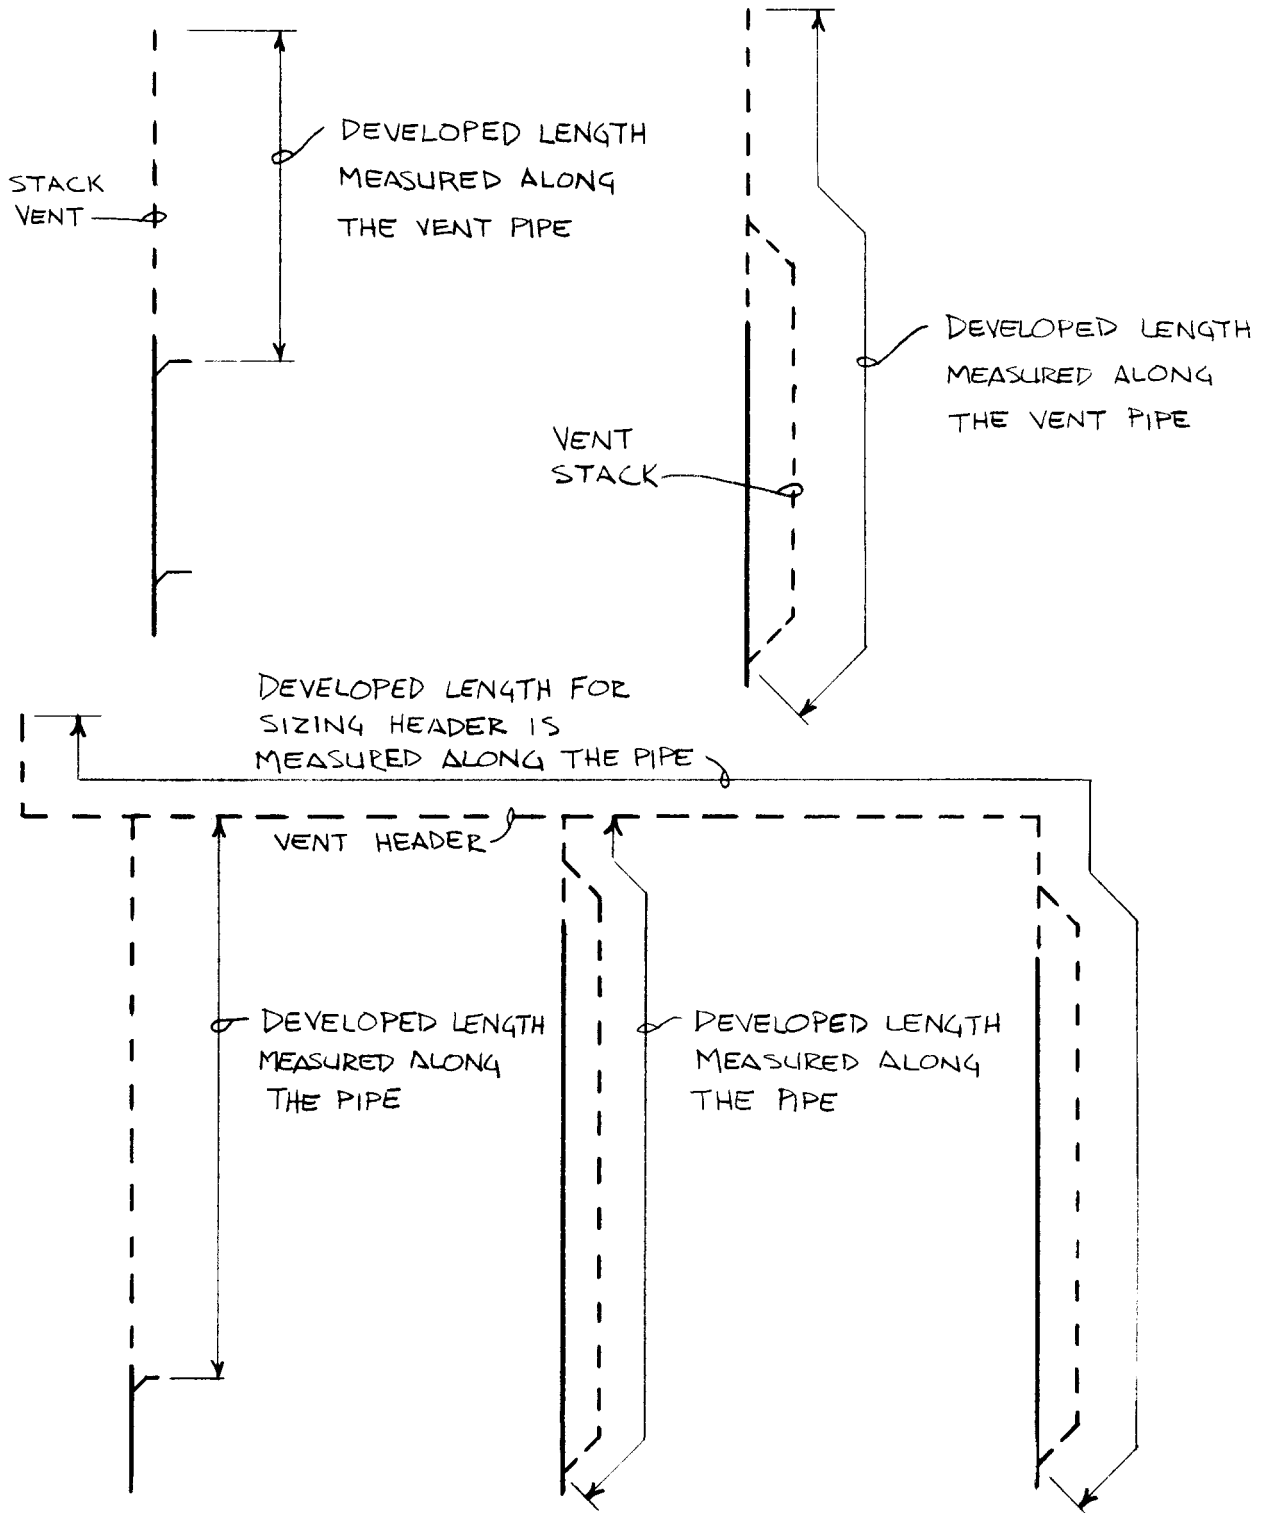 DEVELOPED LENGTH
MEASURED ALONG
THE VENT PIPE
STACK
VENT
DEVELOPED LENGTH
MEASURED ALONG
THE VENT PIPE
VENT
STACK
DEVELOPED LENGTH FOR
SIZING HEADER IS
MEASURED ALONG THE PIPE
VENT HEADER
DEVELOPED LENGTH
MEASURED ALONG
THE PIPE
DEVELOPED LENGTH
MEASURED ALONG
THE PIPE